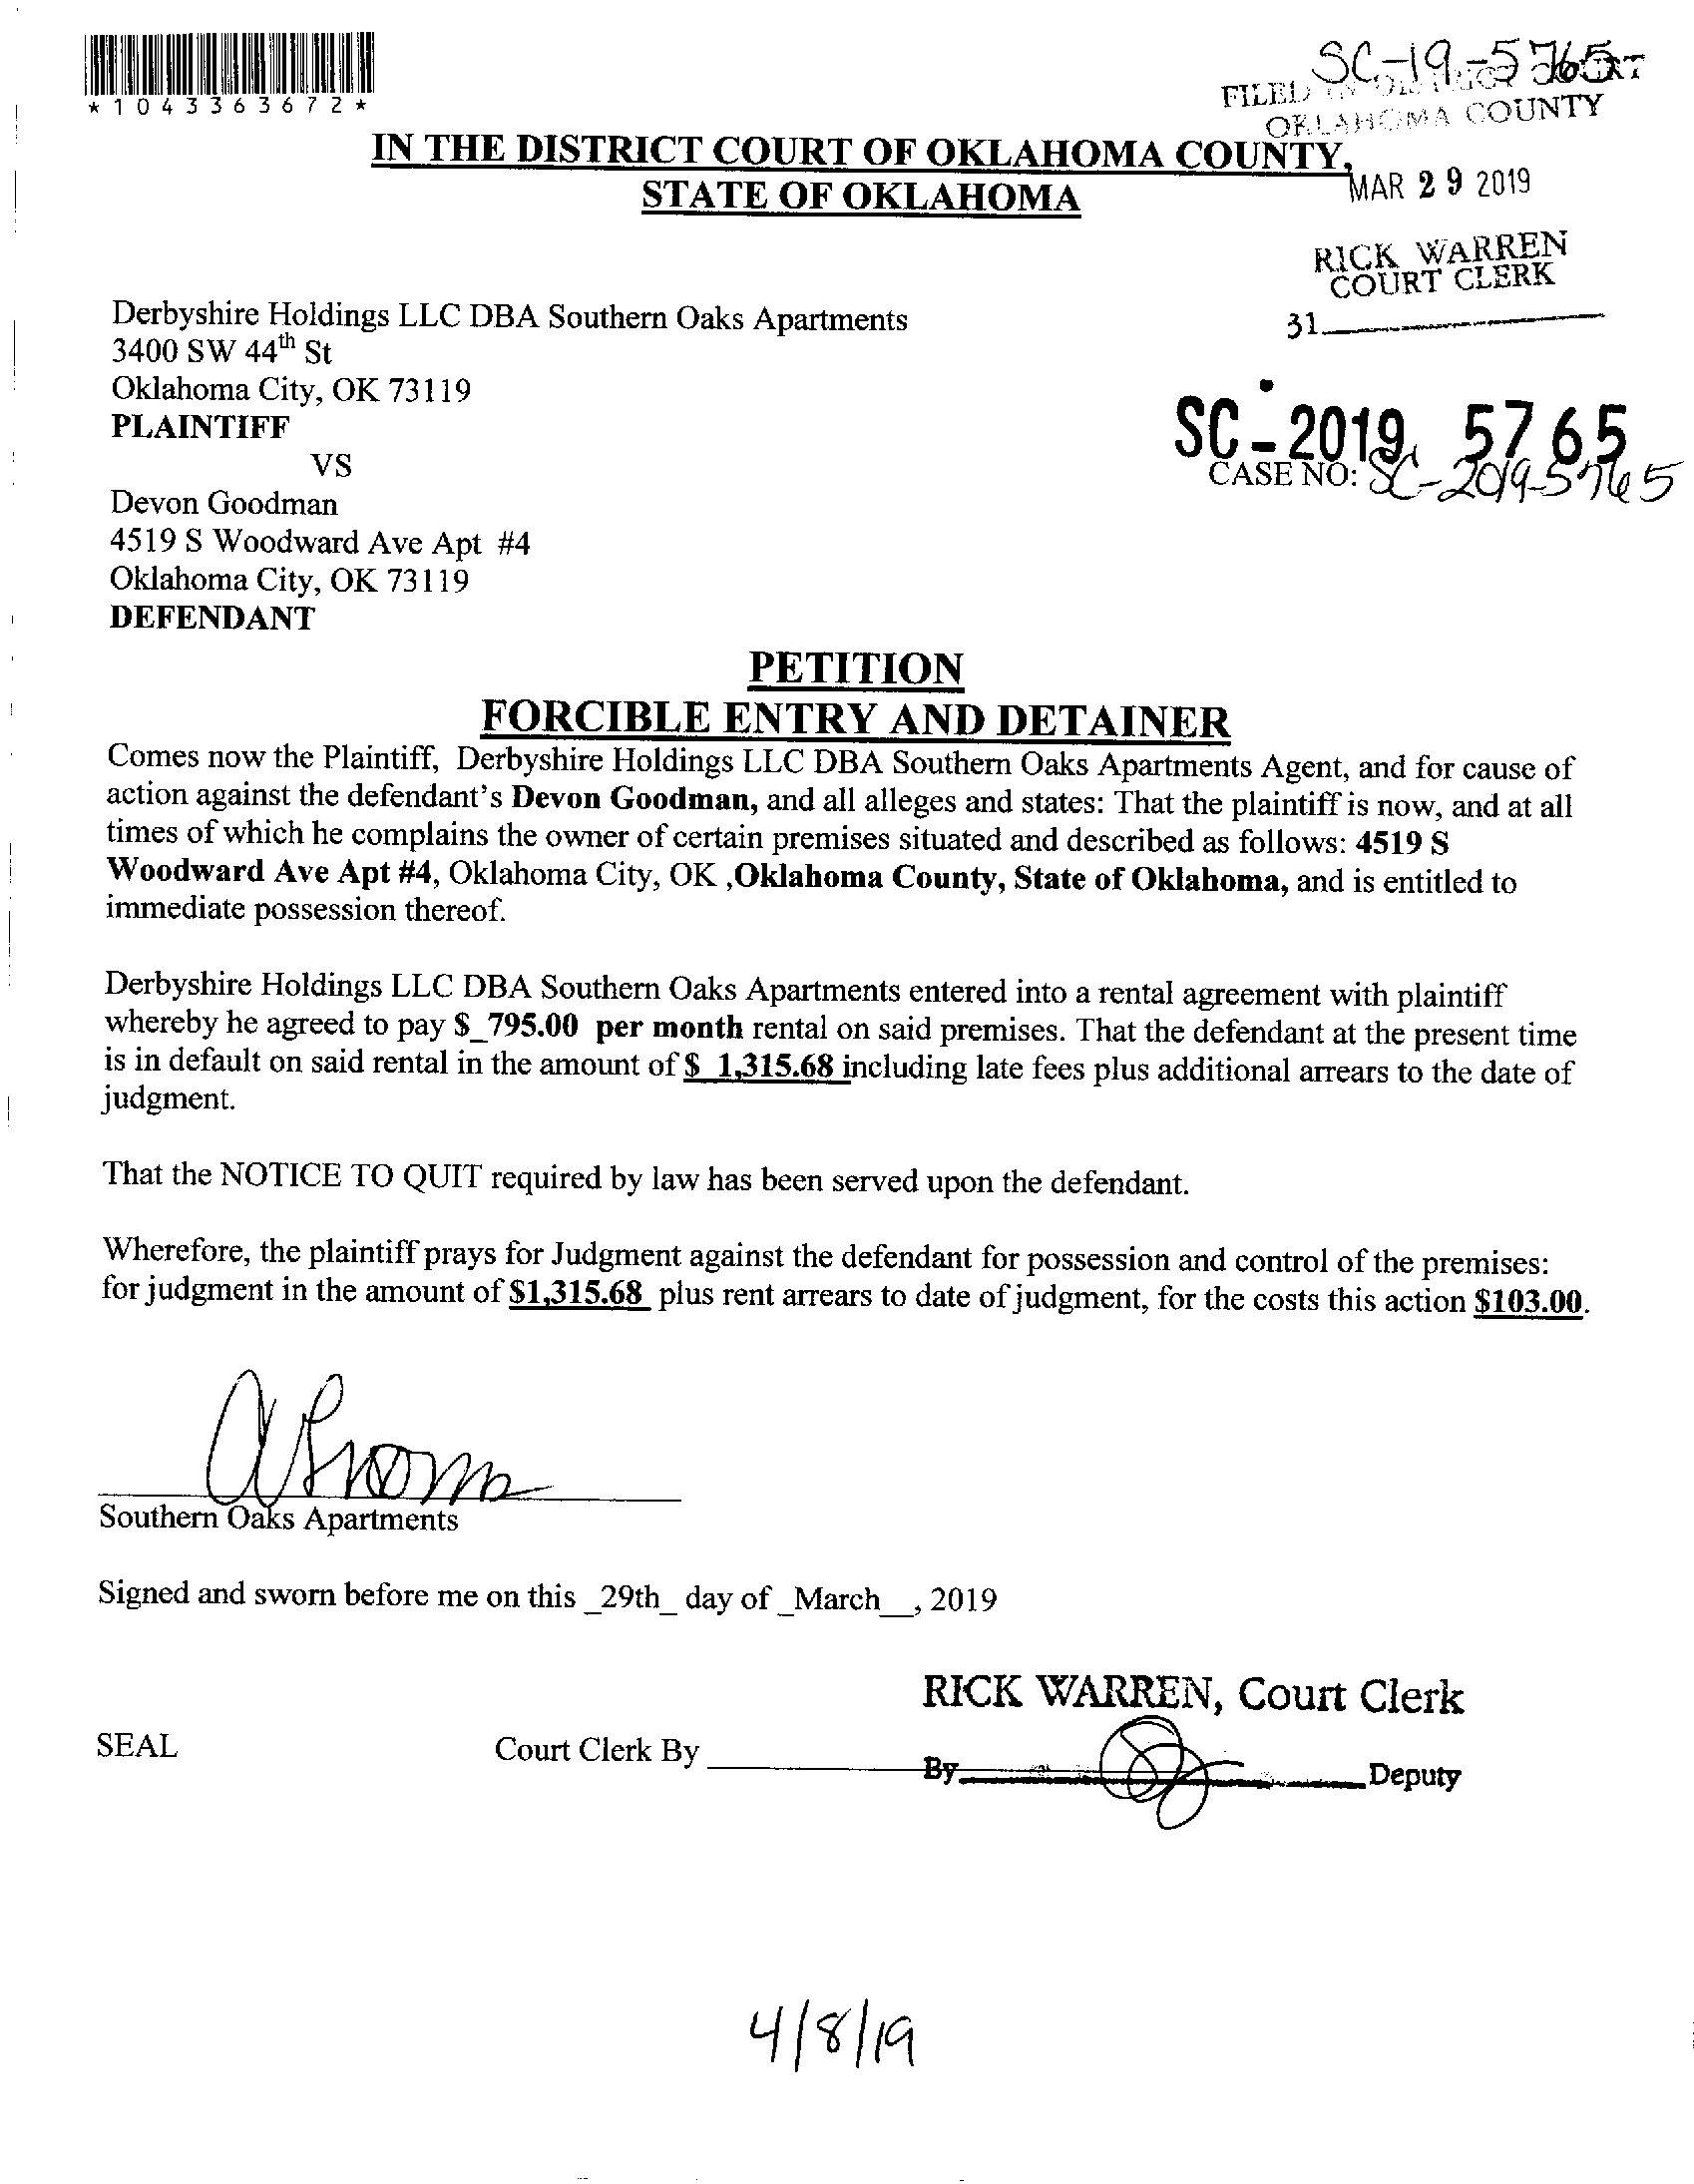 *1043363672*
SC-19-5765
FILED IN DISTRICT COURT
OKLAHOMA COUNTY
IN THE DISTRICT COURT OF OKLAHOMA COUNTY,
STATE OF OKLAHOMA
MAR 29 2019
RICK WARREN
COURT CLERK
31
Derbyshire Holdings LLC DBA Southern Oaks Apartments
3400 SW 44th St
Oklahoma City, OK 73119
PLAINTIFF
SC-2019 5765
VS
CASE NO: SC-2019-5765
Devon Goodman
4519 S Woodward Ave Apt #4
Oklahoma City, OK 73119
DEFENDANT
PETITION
FORCIBLE ENTRY AND DETAINER
Comes now the Plaintiff, Derbyshire Holdings LLC DBA Southern Oaks Apartments Agent, and for cause of
action against the defendant's Devon Goodman, and all alleges and states: That the plaintiff is now, and at all
times of which he complains the owner of certain premises situated and described as follows: 4519 S
Woodward Ave Apt #4, Oklahoma City, OK ,Oklahoma County, State of Oklahoma, and is entitled to
immediate possession thereof.
Derbyshire Holdings LLC DBA Southern Oaks Apartments entered into a rental agreement with plaintiff
whereby he agreed to pay $_795.00 per month rental on said premises. That the defendant at the present time
is in default on said rental in the amount of $ 1,315.68 including late fees plus additional arrears to the date of
judgment.
That the NOTICE TO QUIT required by law has been served upon the defendant.
Wherefore, the plaintiff prays for Judgment against the defendant for possession and control of the premises:
for judgment in the amount of $1,315.68 plus rent arrears to date of judgment, for the costs this action $103.00.
Southern Oaks Apartments
Signed and sworn before me on this _29th_ day of _March__, 2019
RICK WARREN, Court Clerk
SEAL
Court Clerk By
By
Deputy
4/8/19